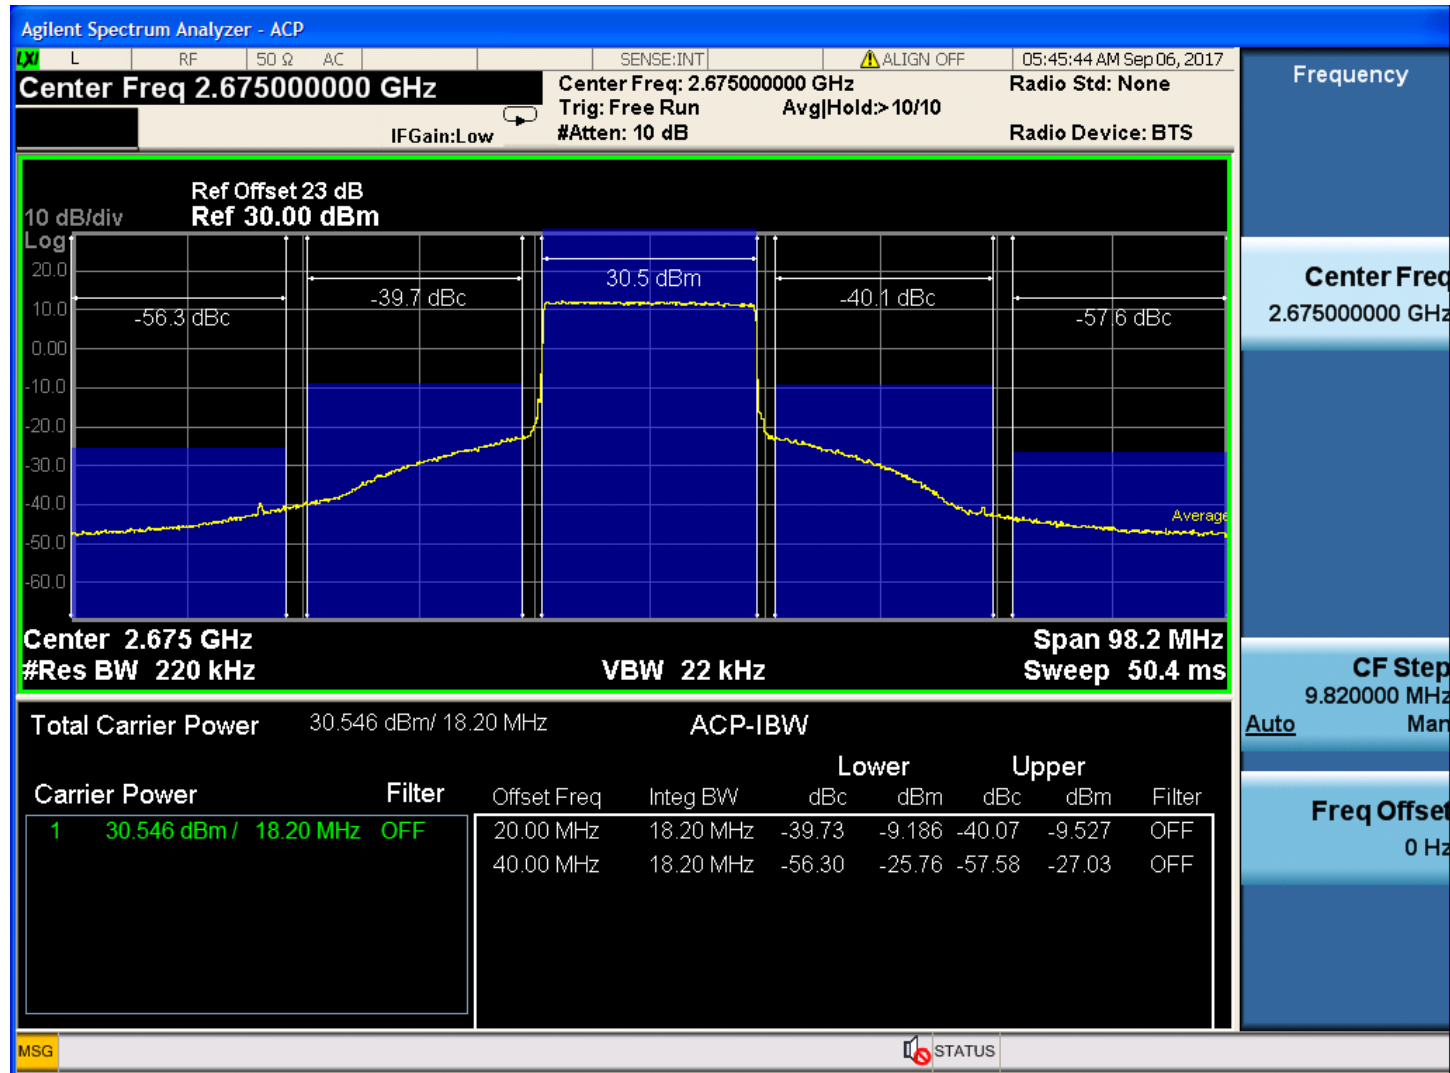 Agilent Spectrum Analyzer - ACP
LXI L RF 50 Ω AC SENSE:INT ALIGN OFF 05:45:44 AM Sep 06, 2017
Center Freq 2.675000000 GHz
Center Freq: 2.675000000 GHz
Radio Std: None
Trig: Free Run Avg|Hold:>10/10
IFGain:Low
#Atten: 10 dB
Radio Device: BTS
Ref Offset 23 dB
10 dB/div Ref 30.00 dBm
Log
20.0
10.0
0.00
-10.0
-20.0
-30.0
-40.0
-50.0
-60.0
-56.3 dBc
-39.7 dBc
30.5 dBm
-40.1 dBc
-57.6 dBc
Average
Center 2.675 GHz Span 98.2 MHz
#Res BW 220 kHz VBW 22 kHz Sweep 50.4 ms
Total Carrier Power 30.546 dBm/ 18.20 MHz ACP-IBW
Lower Upper
Carrier Power Filter
Offset Freq Integ BW dBc dBm dBc dBm Filter
1 30.546 dBm / 18.20 MHz OFF
20.00 MHz 18.20 MHz -39.73 -9.186 -40.07 -9.527 OFF
40.00 MHz 18.20 MHz -56.30 -25.76 -57.58 -27.03 OFF
MSG STATUS
Frequency
Center Freq
2.675000000 GHz
CF Step
9.820000 MHz
Auto Man
Freq Offset
0 Hz